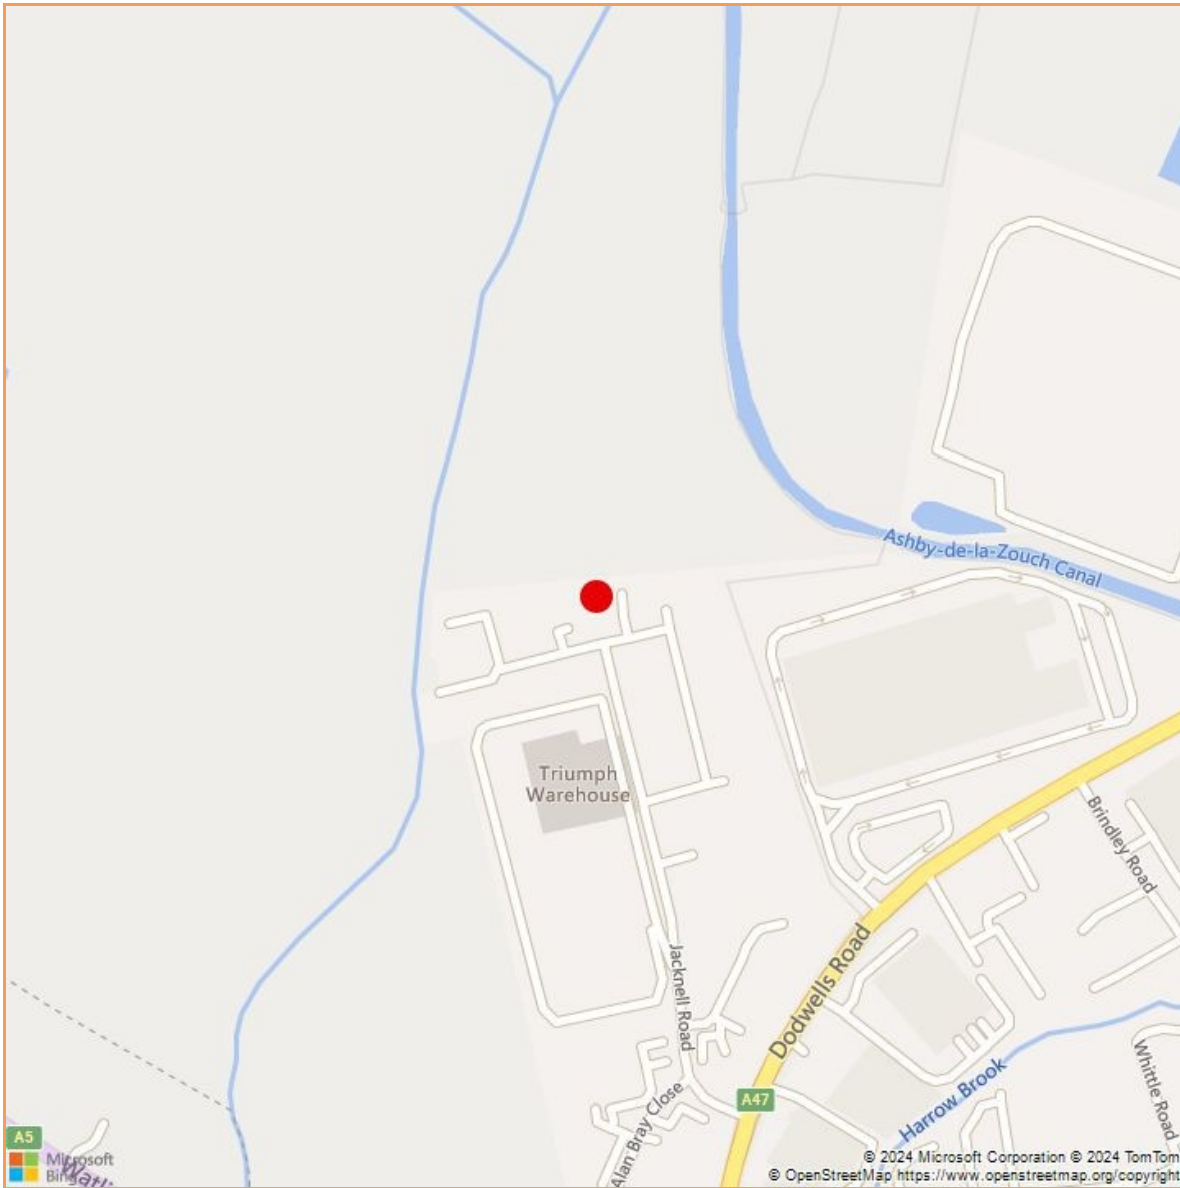 Ashby-de-la-Zouch Canal
Triumph
Warehouse
Brindley Road
Dodwells Road
Jacknell Road
Whittle Road
Harrow Brook
Alan Bray Close
A47
A5
Microsoft
Bing
© 2024 Microsoft Corporation © 2024 TomTom
© OpenStreetMap https://www.openstreetmap.org/copyright